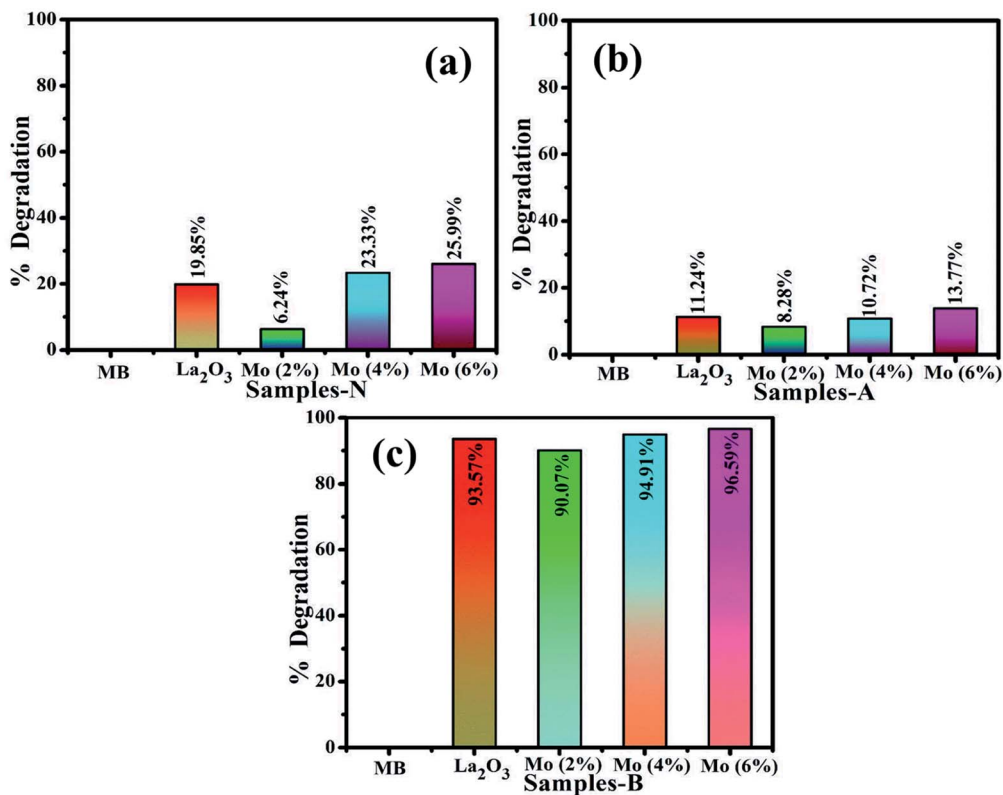 (a)
% Degradation
100
80
60
40
20
0
19.85%
6.24%
23.33%
25.99%
MB
La₂O₃
Mo (2%)
Mo (4%)
Mo (6%)
Samples-N
(b)
% Degradation
100
80
60
40
20
0
11.24%
8.28%
10.72%
13.77%
MB
La₂O₃
Mo (2%)
Mo (4%)
Mo (6%)
Samples-A
(c)
% Degradation
100
80
60
40
20
0
93.57%
90.07%
94.91%
96.59%
MB
La₂O₃
Mo (2%)
Mo (4%)
Mo (6%)
Samples-B